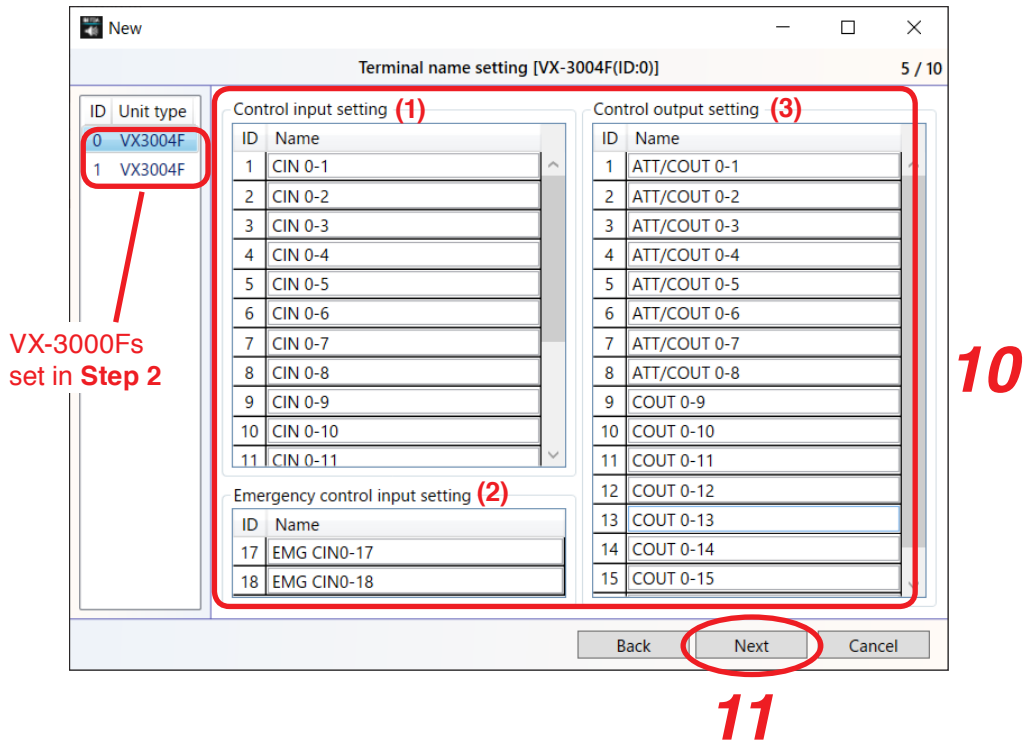 New
Terminal name setting [VX-3004F(ID:0)] 5 / 10
ID Unit type
0 VX3004F
1 VX3004F
VX-3000Fs
set in Step 2
Control input setting (1)
ID Name
1 CIN 0-1
2 CIN 0-2
3 CIN 0-3
4 CIN 0-4
5 CIN 0-5
6 CIN 0-6
7 CIN 0-7
8 CIN 0-8
9 CIN 0-9
10 CIN 0-10
11 CIN 0-11
Emergency control input setting (2)
ID Name
17 EMG CIN0-17
18 EMG CIN0-18
Control output setting (3)
ID Name
1 ATT/COUT 0-1
2 ATT/COUT 0-2
3 ATT/COUT 0-3
4 ATT/COUT 0-4
5 ATT/COUT 0-5
6 ATT/COUT 0-6
7 ATT/COUT 0-7
8 ATT/COUT 0-8
9 COUT 0-9
10 COUT 0-10
11 COUT 0-11
12 COUT 0-12
13 COUT 0-13
14 COUT 0-14
15 COUT 0-15
10
Back Next Cancel
11